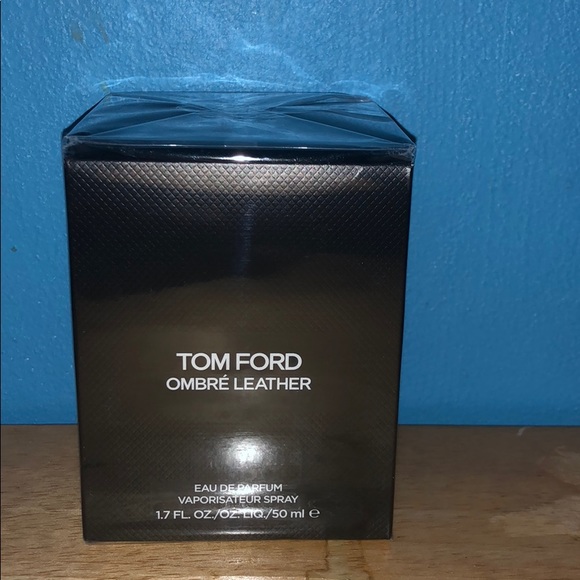 TOM FORD
OMBRÉ LEATHER
EAU DE PARFUM
VAPORISATEUR SPRAY
1.7 FL. OZ./OZ. LIQ./50 ml ℮